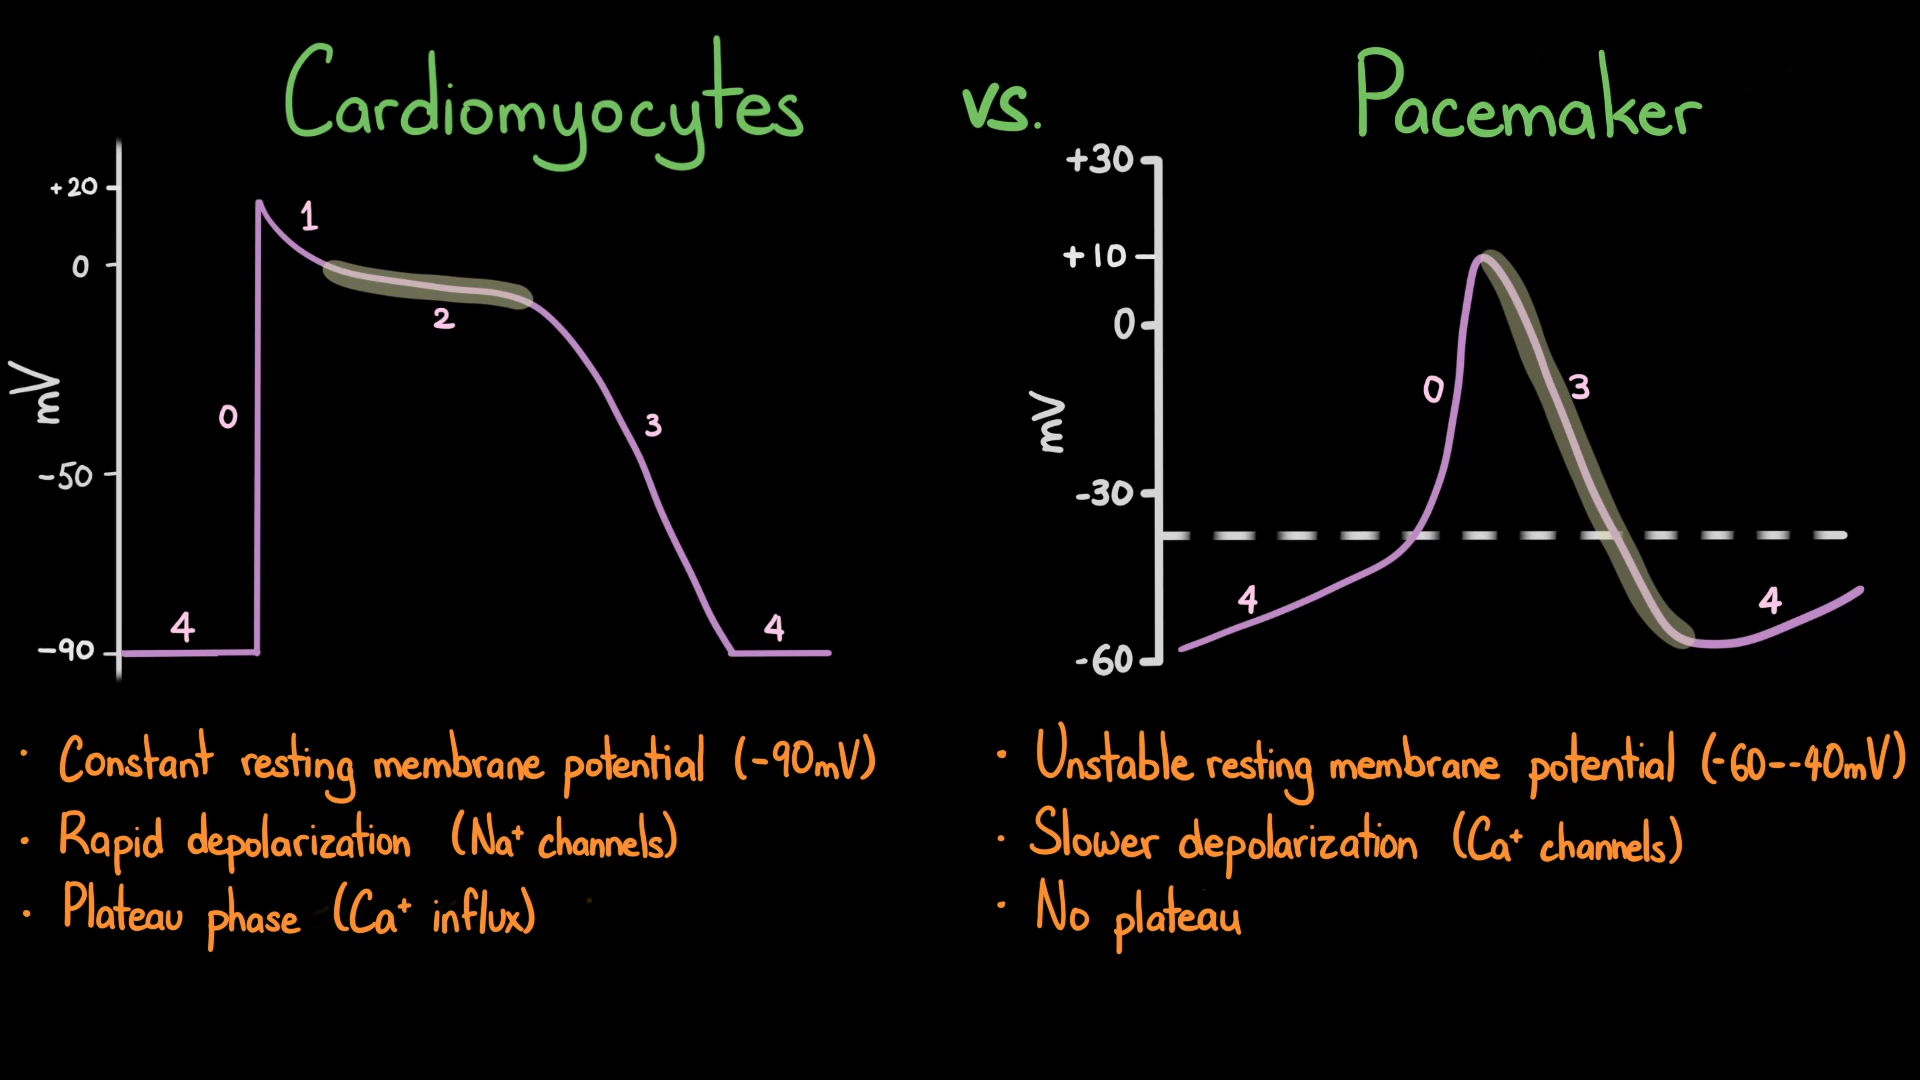 Cardiomyocytes vs. Pacemaker
+20
0
-50
-90
mV
0
1
2
3
4
4
+30
+10
0
-30
-60
mV
0
3
4
4
· Constant resting membrane potential (-90mV)
· Rapid depolarization (Na⁺ channels)
· Plateau phase (Ca⁺ influx)
· Unstable resting membrane potential (-60--40mV)
· Slower depolarization (Ca⁺ channels)
· No plateau